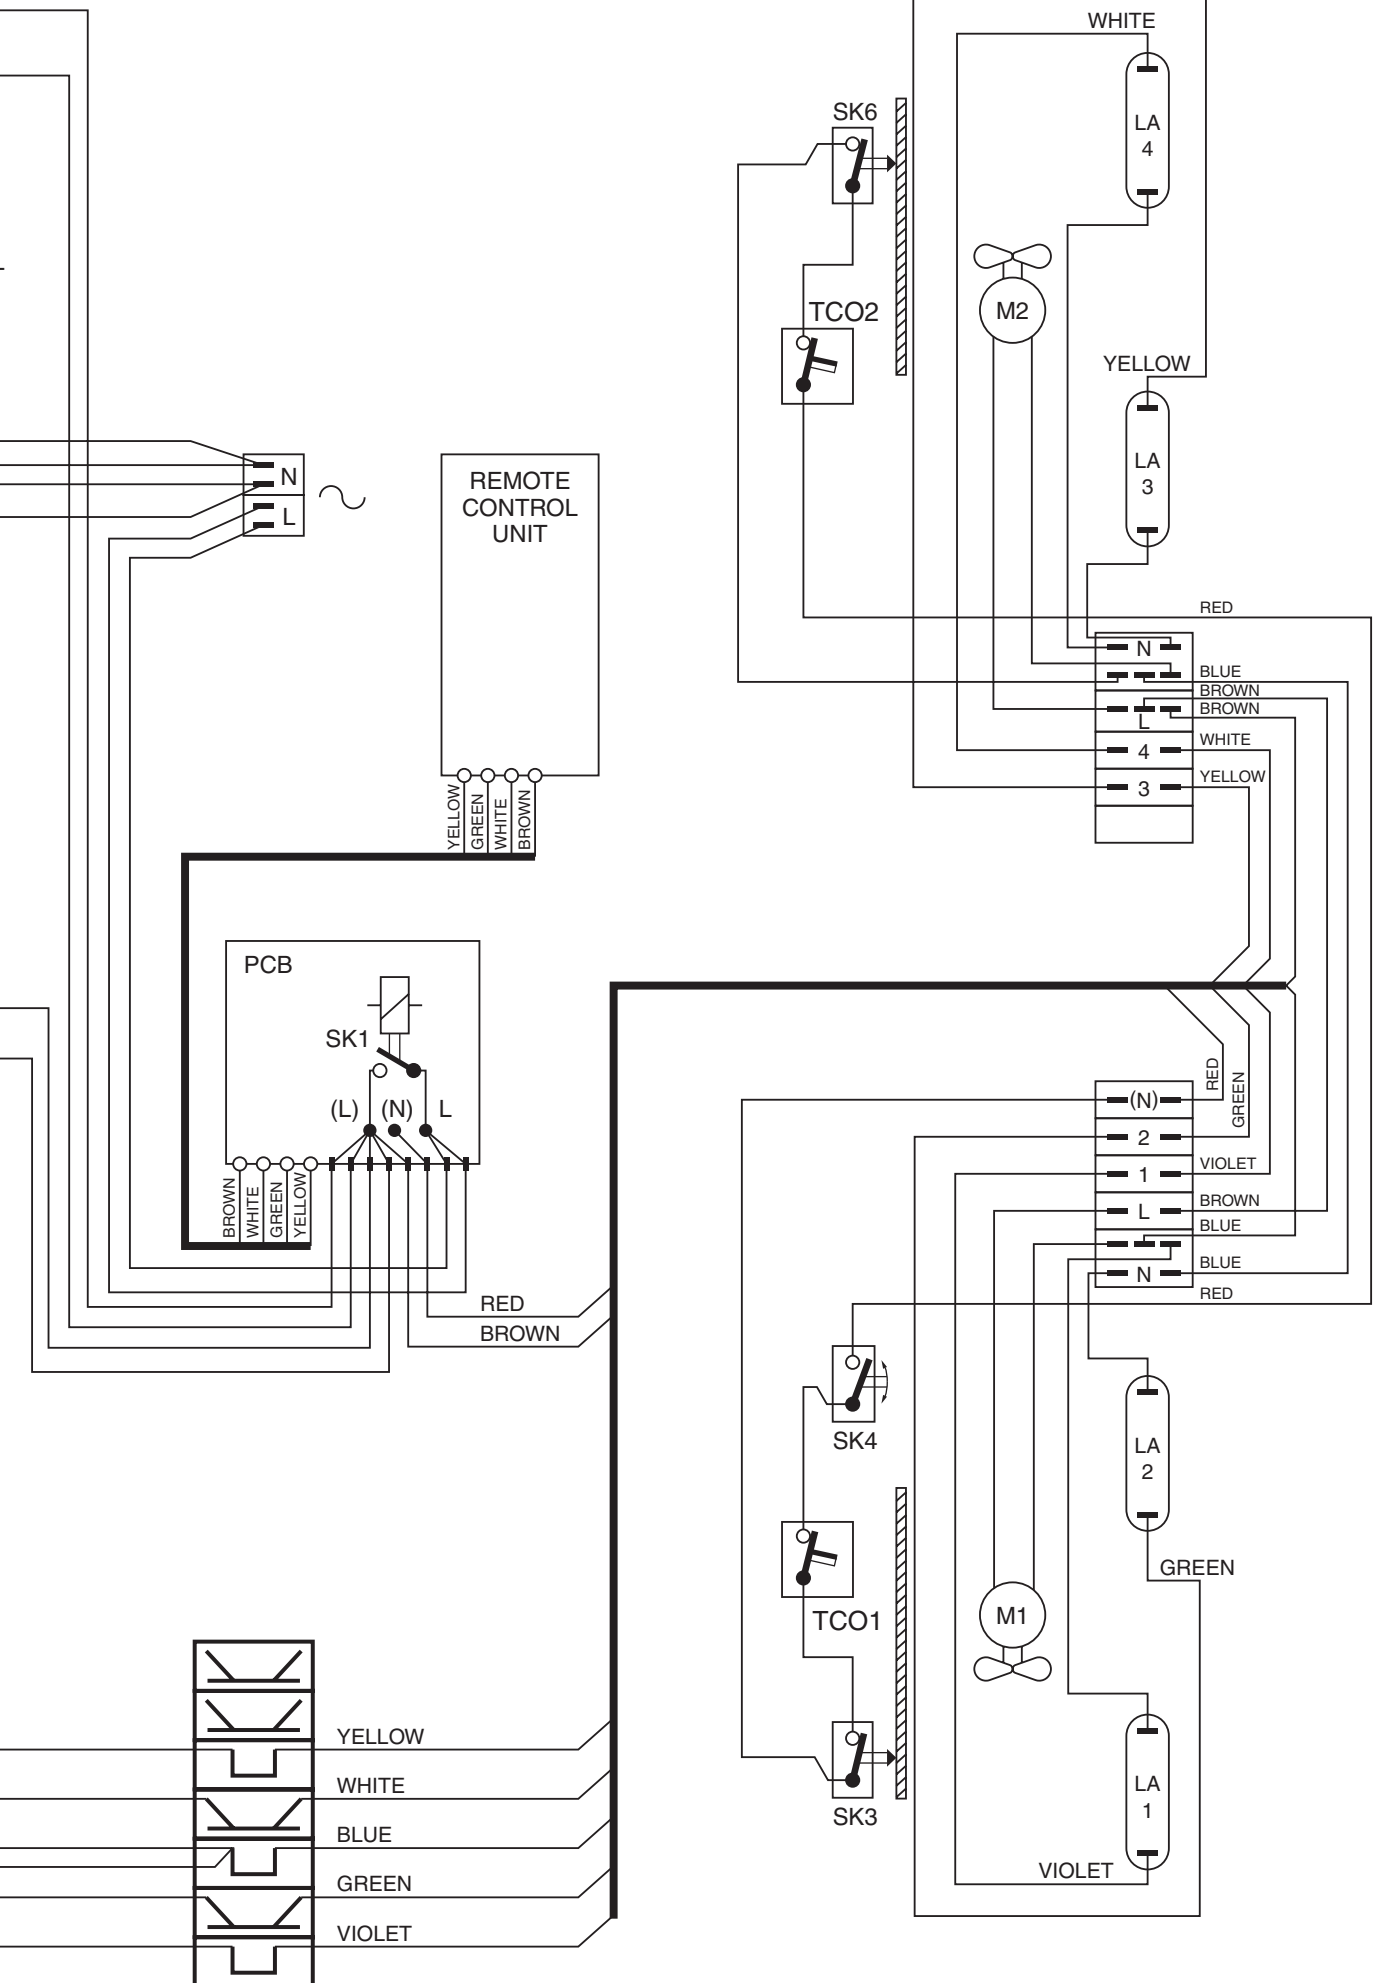 WHITE
LA
4
SK6
M2
TCO2
YELLOW
LA
3
N
L
REMOTE
CONTROL
UNIT
RED
N
BLUE
BROWN
BROWN
L
4
WHITE
3
YELLOW
YELLOW
GREEN
WHITE
BROWN
PCB
SK1
(L)
(N)
L
BROWN
WHITE
GREEN
YELLOW
RED
GREEN
(N)
2
1
VIOLET
L
BROWN
BLUE
N
BLUE
RED
RED
BROWN
SK4
LA
2
GREEN
M1
TCO1
SK3
LA
1
VIOLET
YELLOW
WHITE
BLUE
GREEN
VIOLET